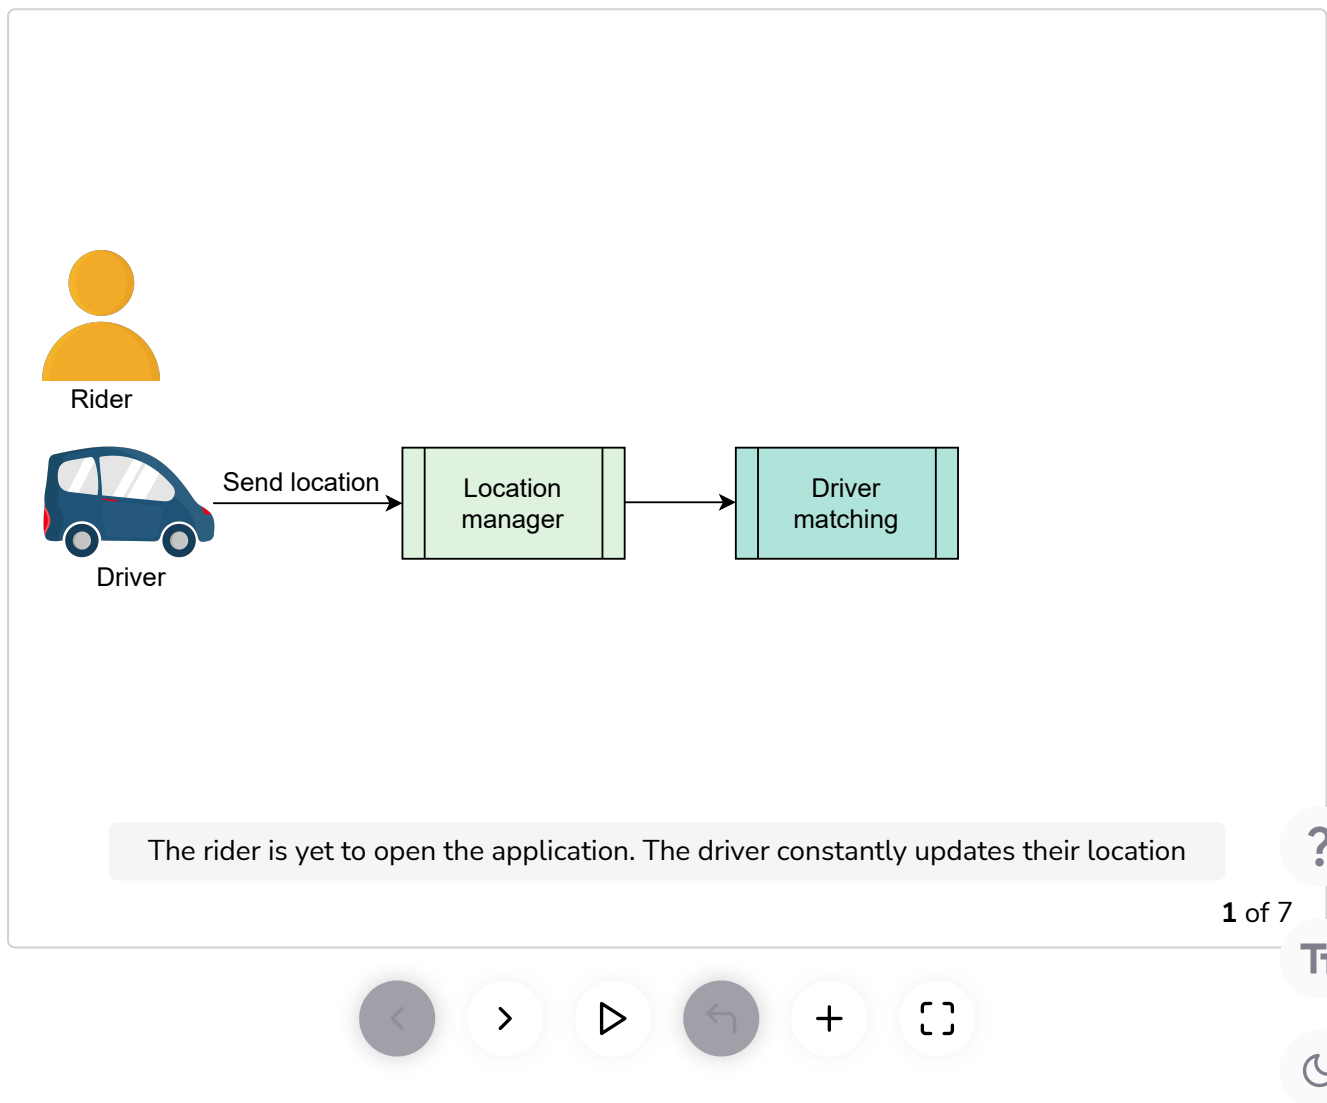 Rider
Send location
Location
manager
Driver
matching
Driver
The rider is yet to open the application. The driver constantly updates their location
1 of 7
?